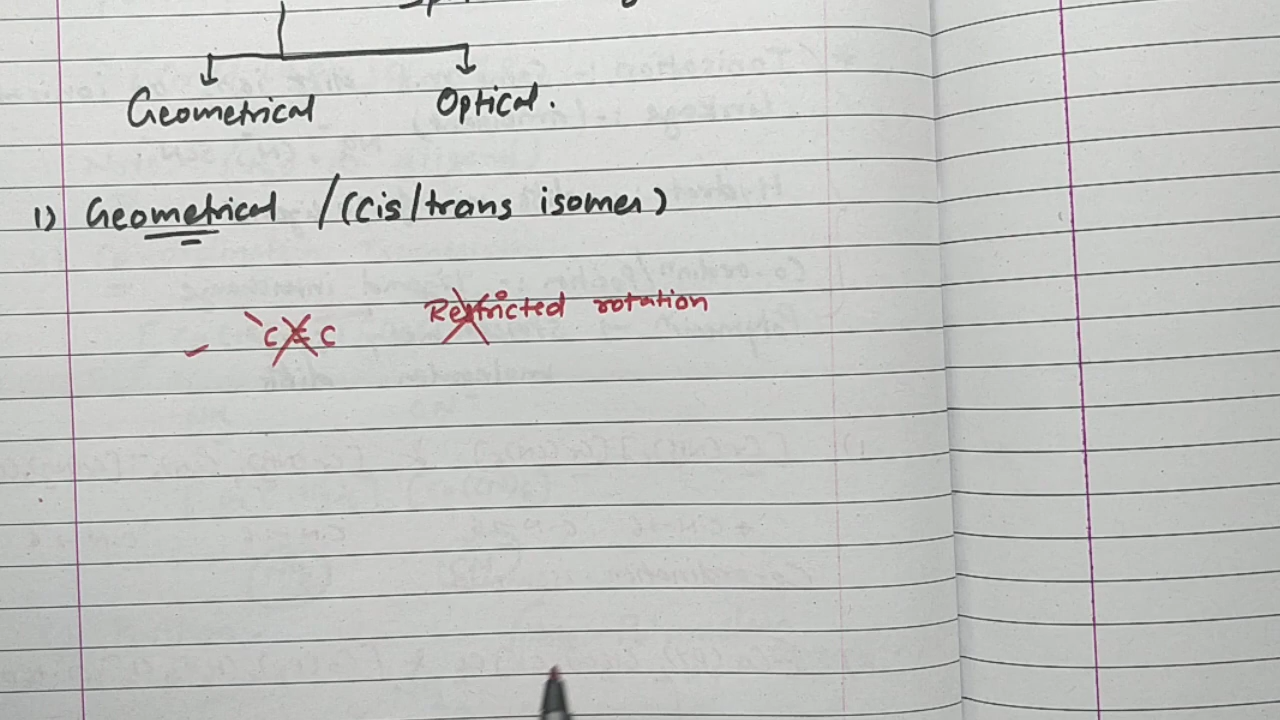 Geometrical Optical.
1) Geometrical /(cis/trans isomer)
Restricted rotation
C = C